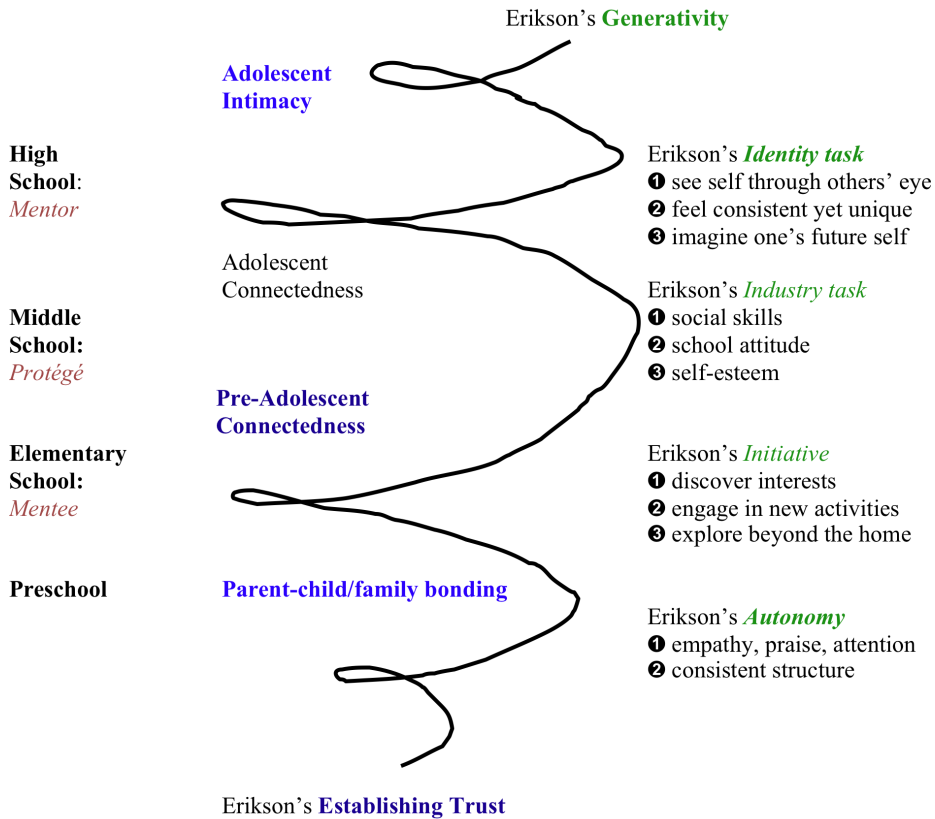 Erikson's Generativity
Adolescent
Intimacy
High
School:
Mentor
Erikson's Identity task
❶ see self through others' eye
❷ feel consistent yet unique
❸ imagine one's future self
Adolescent
Connectedness
Erikson's Industry task
❶ social skills
❷ school attitude
❸ self-esteem
Middle
School:
Protégé
Pre-Adolescent
Connectedness
Elementary
School:
Mentee
Erikson's Initiative
❶ discover interests
❷ engage in new activities
❸ explore beyond the home
Preschool
Parent-child/family bonding
Erikson's Autonomy
❶ empathy, praise, attention
❷ consistent structure
Erikson's Establishing Trust